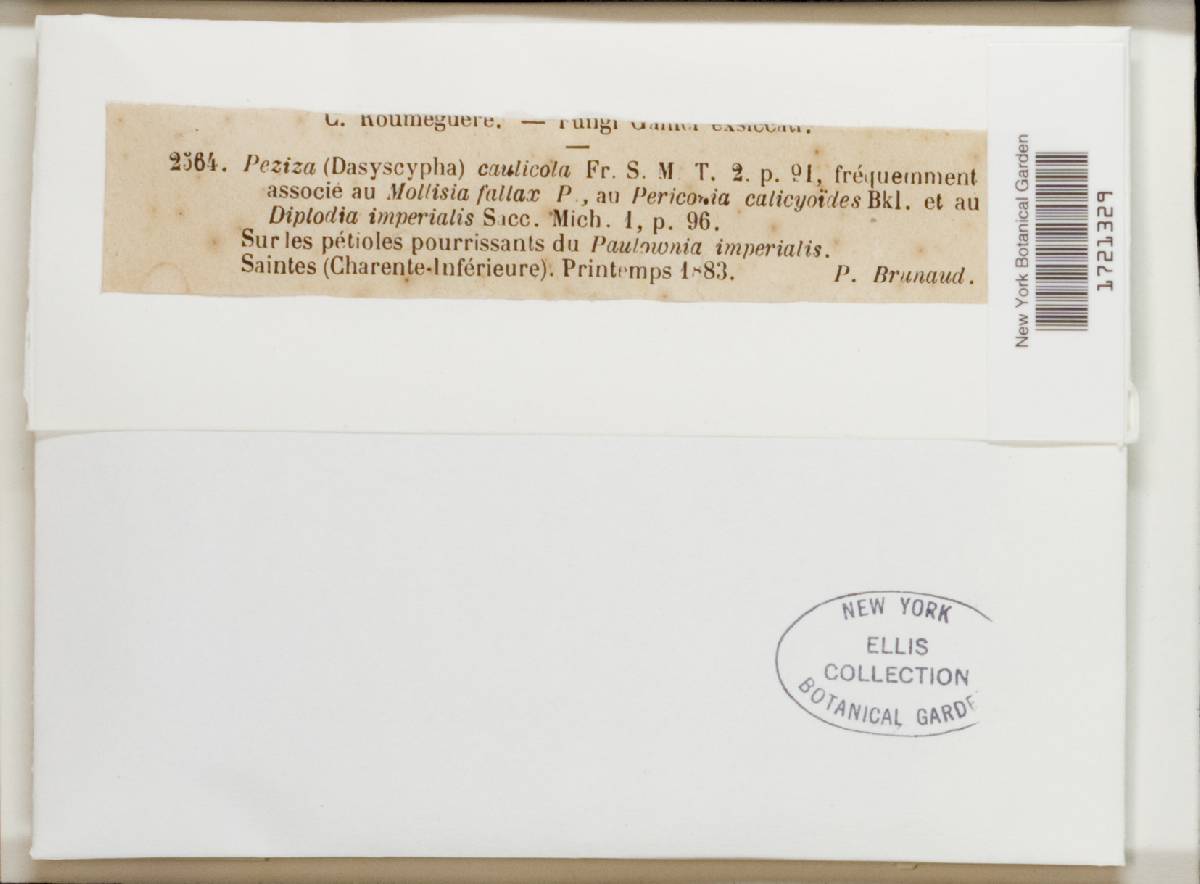 C. Roumeguère. — Fungi Gallici exsiccati.
2564. Peziza (Dasyscypha) caulicola Fr. S. M. T. 2. p. 91, fréquemment
associé au Mollisia fallax P., au Periconia calicyoïdes Bkl. et au
Diplodia imperialis Sacc. Mich. 1, p. 96.
Sur les pétioles pourrissants du Paulownia imperialis.
Saintes (Charente-Inférieure). Printemps 1883. P. Brunaud.
New York Botanical Garden
1721329
NEW YORK
ELLIS
COLLECTION
BOTANICAL GARDE